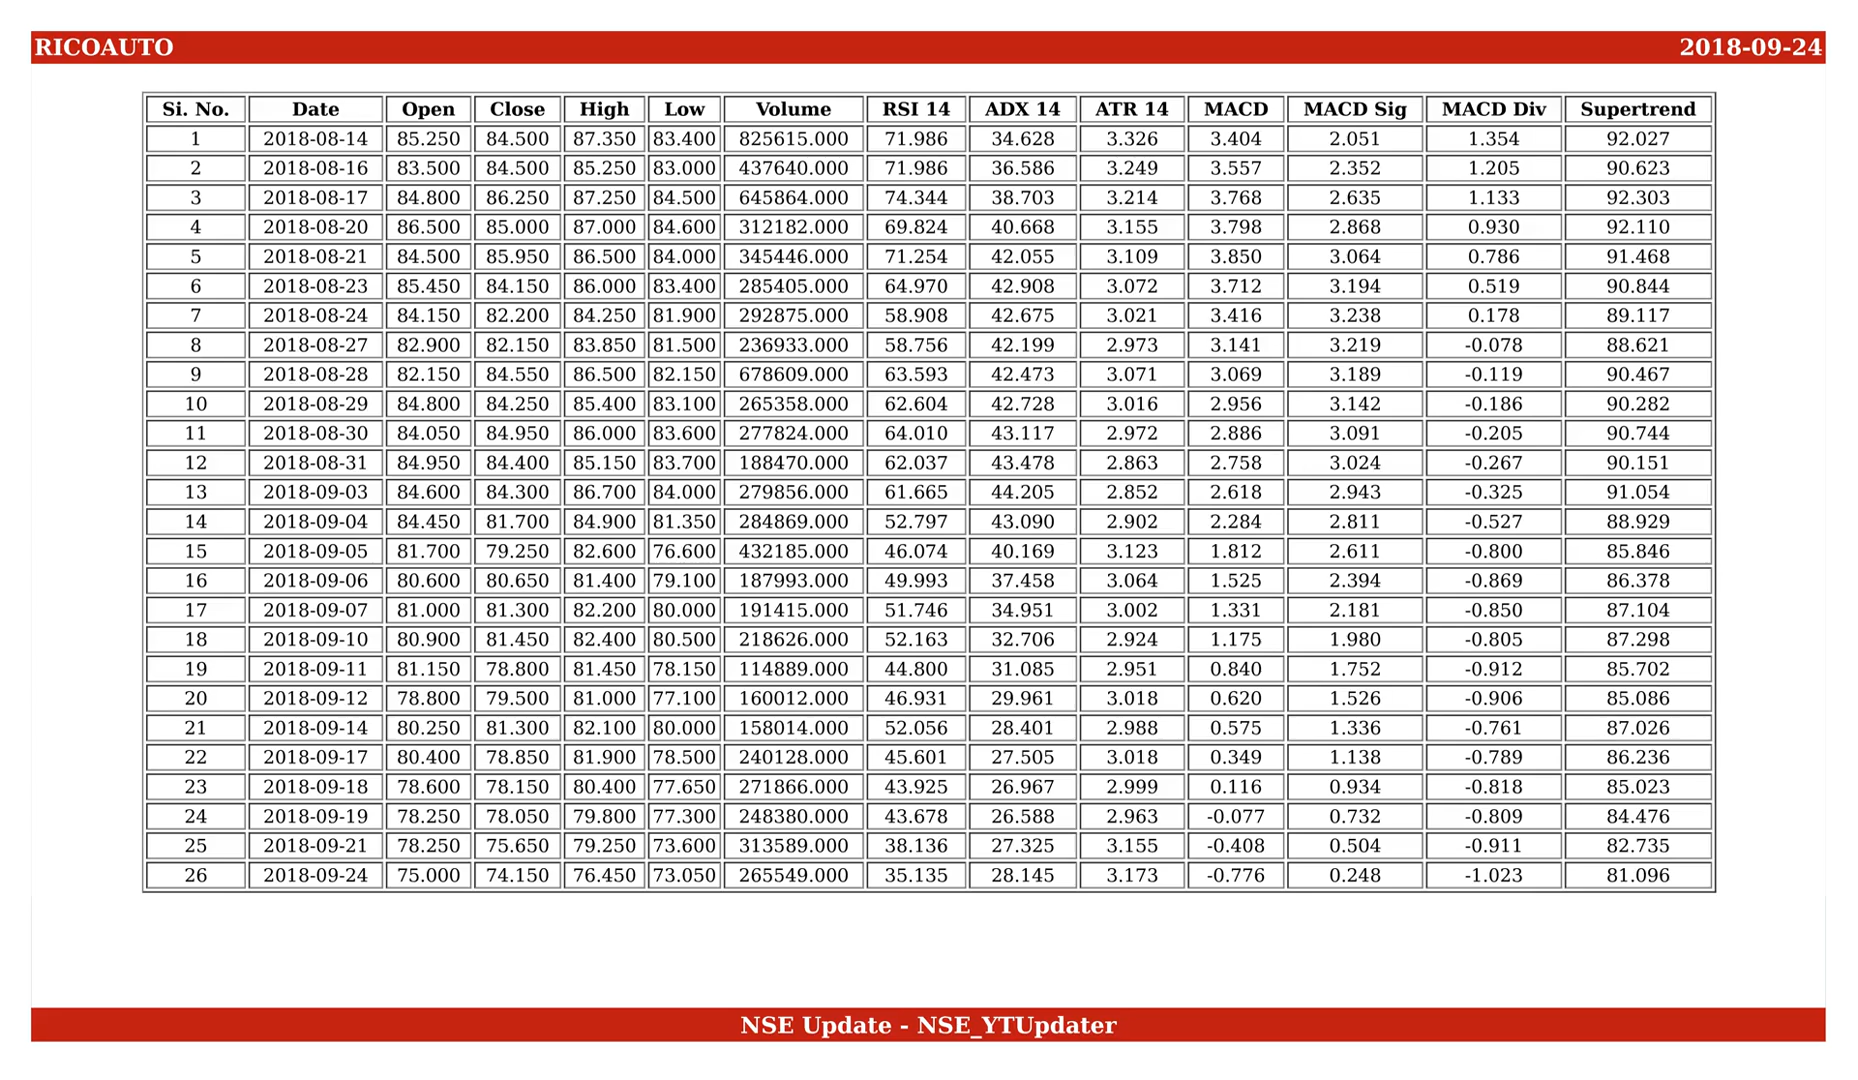 RICOAUTO 2018-09-24
Si. No. Date Open Close High Low Volume RSI 14 ADX 14 ATR 14 MACD MACD Sig MACD Div Supertrend
1 2018-08-14 85.250 84.500 87.350 83.400 825615.000 71.986 34.628 3.326 3.404 2.051 1.354 92.027
2 2018-08-16 83.500 84.500 85.250 83.000 437640.000 71.986 36.586 3.249 3.557 2.352 1.205 90.623
3 2018-08-17 84.800 86.250 87.250 84.500 645864.000 74.344 38.703 3.214 3.768 2.635 1.133 92.303
4 2018-08-20 86.500 85.000 87.000 84.600 312182.000 69.824 40.668 3.155 3.798 2.868 0.930 92.110
5 2018-08-21 84.500 85.950 86.500 84.000 345446.000 71.254 42.055 3.109 3.850 3.064 0.786 91.468
6 2018-08-23 85.450 84.150 86.000 83.400 285405.000 64.970 42.908 3.072 3.712 3.194 0.519 90.844
7 2018-08-24 84.150 82.200 84.250 81.900 292875.000 58.908 42.675 3.021 3.416 3.238 0.178 89.117
8 2018-08-27 82.900 82.150 83.850 81.500 236933.000 58.756 42.199 2.973 3.141 3.219 -0.078 88.621
9 2018-08-28 82.150 84.550 86.500 82.150 678609.000 63.593 42.473 3.071 3.069 3.189 -0.119 90.467
10 2018-08-29 84.800 84.250 85.400 83.100 265358.000 62.604 42.728 3.016 2.956 3.142 -0.186 90.282
11 2018-08-30 84.050 84.950 86.000 83.600 277824.000 64.010 43.117 2.972 2.886 3.091 -0.205 90.744
12 2018-08-31 84.950 84.400 85.150 83.700 188470.000 62.037 43.478 2.863 2.758 3.024 -0.267 90.151
13 2018-09-03 84.600 84.300 86.700 84.000 279856.000 61.665 44.205 2.852 2.618 2.943 -0.325 91.054
14 2018-09-04 84.450 81.700 84.900 81.350 284869.000 52.797 43.090 2.902 2.284 2.811 -0.527 88.929
15 2018-09-05 81.700 79.250 82.600 76.600 432185.000 46.074 40.169 3.123 1.812 2.611 -0.800 85.846
16 2018-09-06 80.600 80.650 81.400 79.100 187993.000 49.993 37.458 3.064 1.525 2.394 -0.869 86.378
17 2018-09-07 81.000 81.300 82.200 80.000 191415.000 51.746 34.951 3.002 1.331 2.181 -0.850 87.104
18 2018-09-10 80.900 81.450 82.400 80.500 218626.000 52.163 32.706 2.924 1.175 1.980 -0.805 87.298
19 2018-09-11 81.150 78.800 81.450 78.150 114889.000 44.800 31.085 2.951 0.840 1.752 -0.912 85.702
20 2018-09-12 78.800 79.500 81.000 77.100 160012.000 46.931 29.961 3.018 0.620 1.526 -0.906 85.086
21 2018-09-14 80.250 81.300 82.100 80.000 158014.000 52.056 28.401 2.988 0.575 1.336 -0.761 87.026
22 2018-09-17 80.400 78.850 81.900 78.500 240128.000 45.601 27.505 3.018 0.349 1.138 -0.789 86.236
23 2018-09-18 78.600 78.150 80.400 77.650 271866.000 43.925 26.967 2.999 0.116 0.934 -0.818 85.023
24 2018-09-19 78.250 78.050 79.800 77.300 248380.000 43.678 26.588 2.963 -0.077 0.732 -0.809 84.476
25 2018-09-21 78.250 75.650 79.250 73.600 313589.000 38.136 27.325 3.155 -0.408 0.504 -0.911 82.735
26 2018-09-24 75.000 74.150 76.450 73.050 265549.000 35.135 28.145 3.173 -0.776 0.248 -1.023 81.096
NSE Update - NSE_YTUpdater